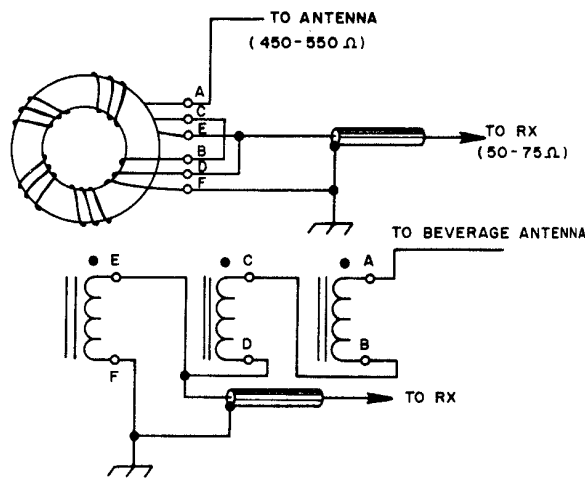 TO ANTENNA
(450-550 Ω)
A
C
E
B
D
F
TO RX
(50-75Ω)
TO BEVERAGE ANTENNA
E
C
A
F
D
B
TO RX